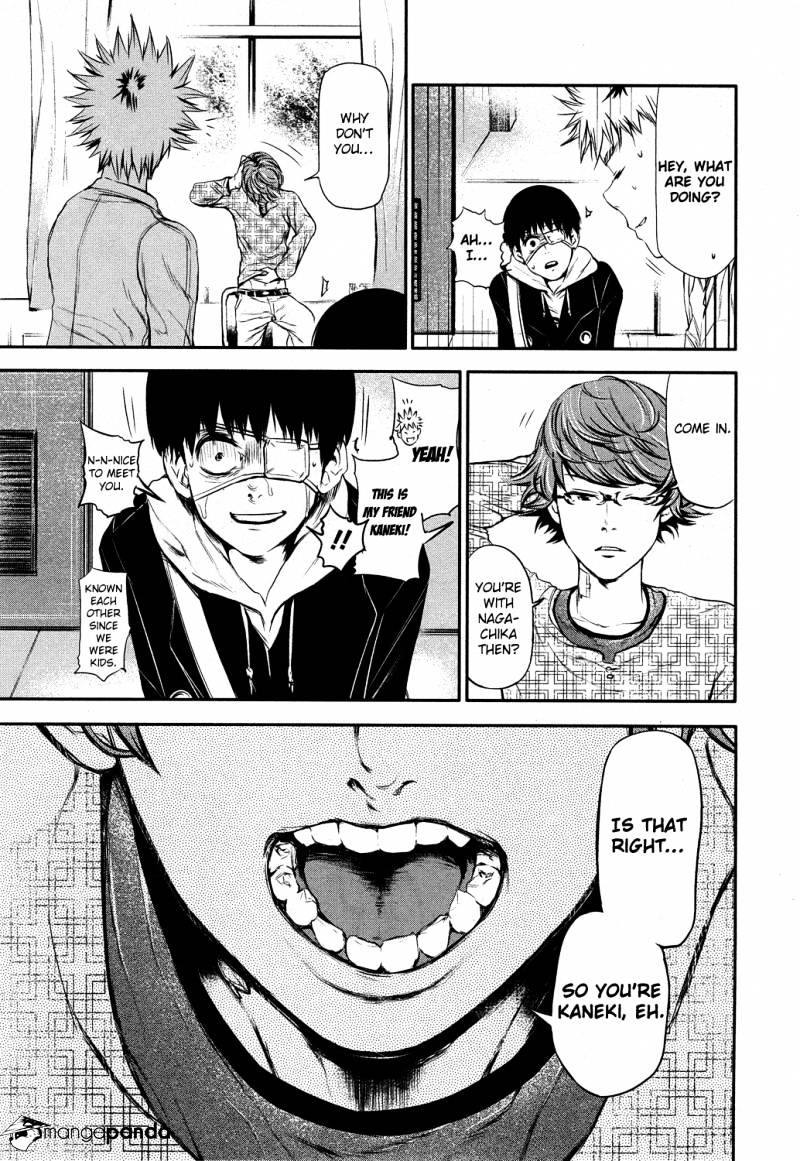 HEY, WHAT
ARE YOU
DOING?
AH...
I...
WHY
DON'T
YOU...
COME IN.
YOU'RE
WITH
NAGA-
CHIKA
THEN?
YEAH!
THIS IS
MY FRIEND
KANEKI!
!!
N-N-NICE
TO MEET
YOU.
KNOWN
EACH
OTHER
SINCE
WE
WERE
KIDS.
IS THAT
RIGHT...
SO YOU'RE
KANEKI, EH.
mangapanda